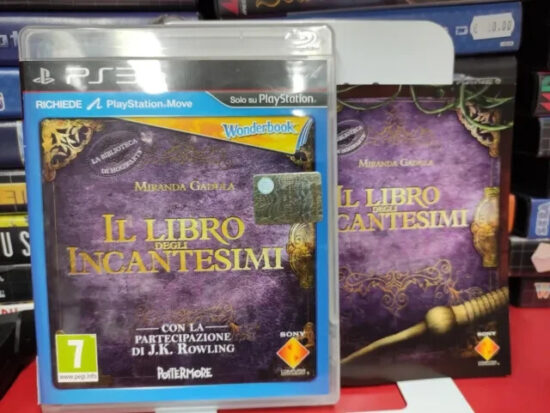 PS3
RICHIEDE PlayStation Move
Solo su PlayStation
Wonderbook
LA BIBLIOTECA
DI HOGWARTS
MIRANDA GADULA
IL LIBRO
DEGLI
INCANTESIMI
CON LA
PARTECIPAZIONE
DI J.K. ROWLING
POTTERMORE
7
www.pegi.info
SONY
MIRANDA GADULA
IL LIBRO
DEGLI
CANTESIMI
SONY